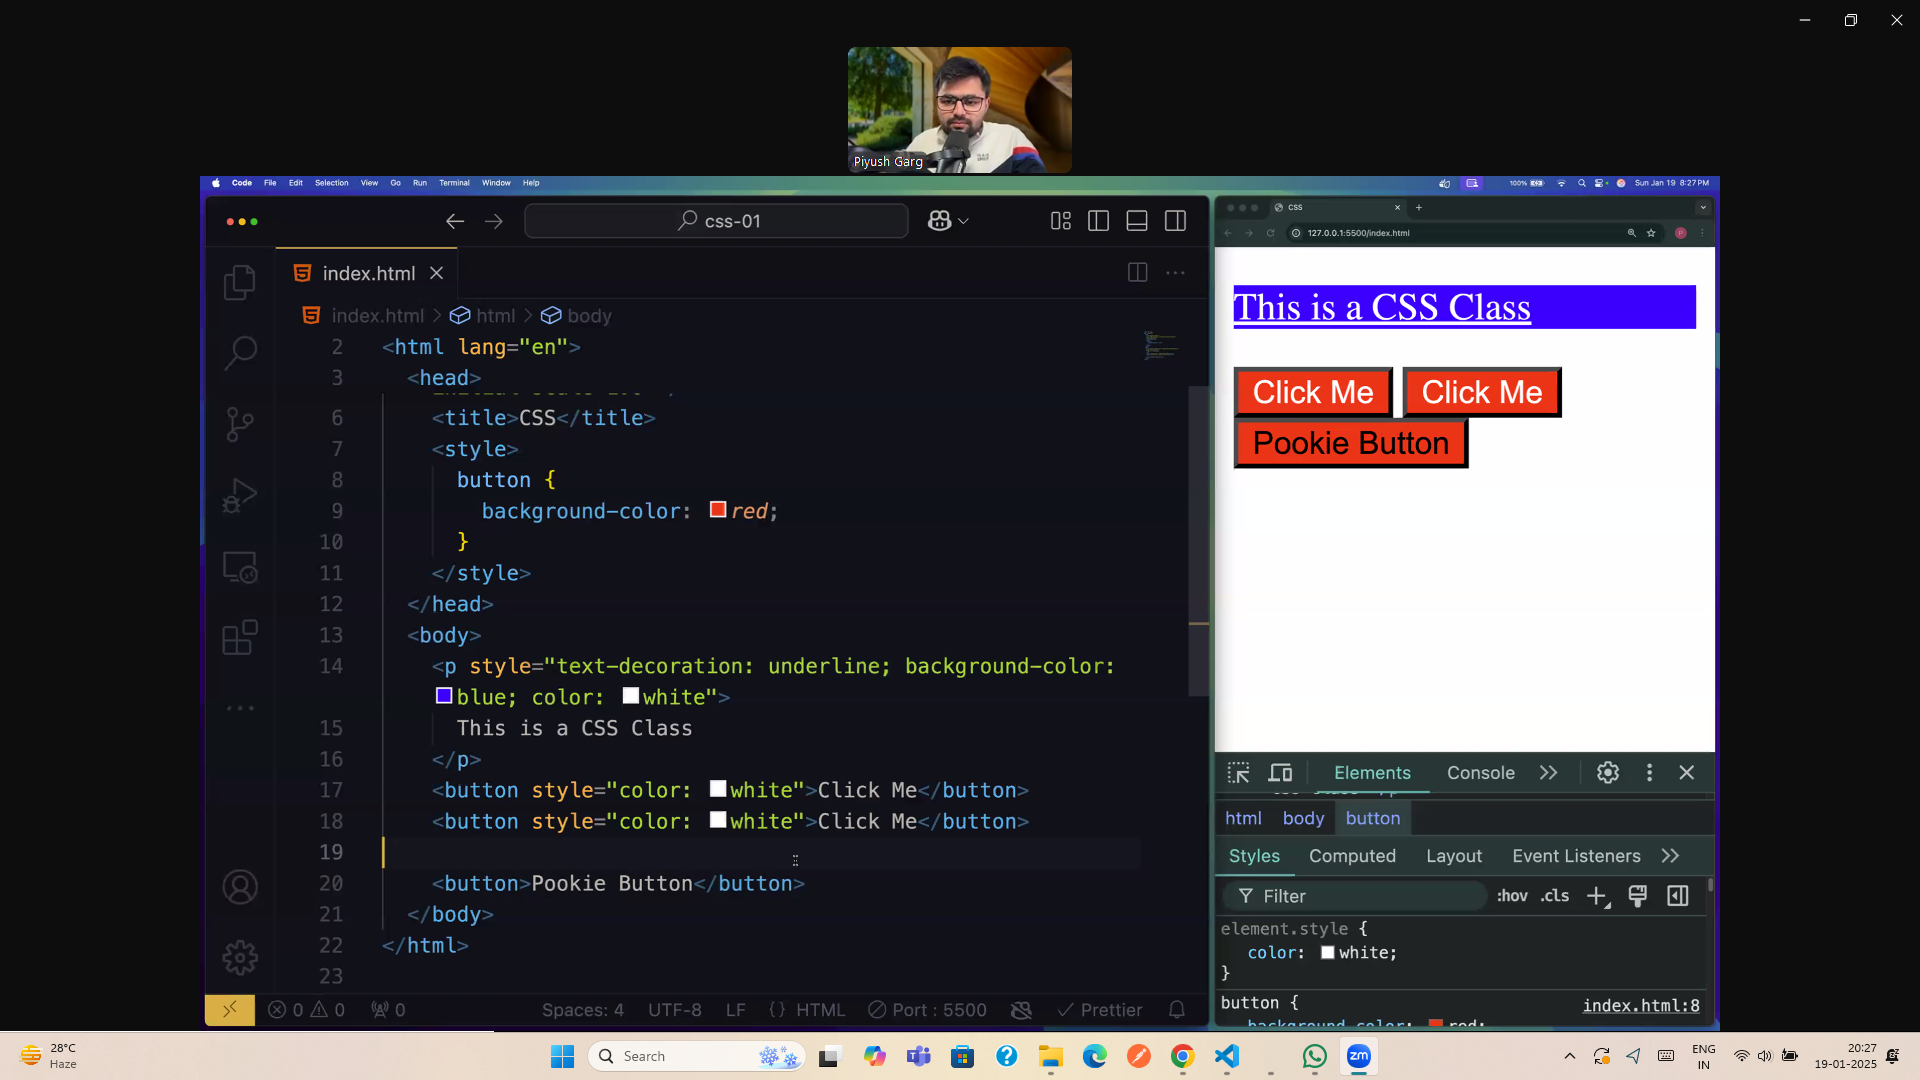 Piyush Garg
Code File Edit Selection View Go Run Terminal Window Help
100% Sun Jan 19 8:27 PM
css-01
index.html
index.html > html > body
2 <html lang="en">
3 <head>
6 <title>CSS</title>
7 <style>
8 button {
9 background-color: red;
10 }
11 </style>
12 </head>
13 <body>
14 <p style="text-decoration: underline; background-color:
blue; color: white">
15 This is a CSS Class
16 </p>
17 <button style="color: white">Click Me</button>
18 <button style="color: white">Click Me</button>
19
20 <button>Pookie Button</button>
21 </body>
22 </html>
23
0 0 0 Spaces: 4 UTF-8 LF {} HTML Port : 5500 Prettier
CSS
127.0.0.1:5500/index.html
This is a CSS Class
Click Me Click Me
Pookie Button
Elements Console
html body button
Styles Computed Layout Event Listeners
Filter :hov .cls
element.style {
color: white;
}
button { index.html:8
background-color: red;
28°C
Haze
Search
zm
ENG
IN
20:27
19-01-2025